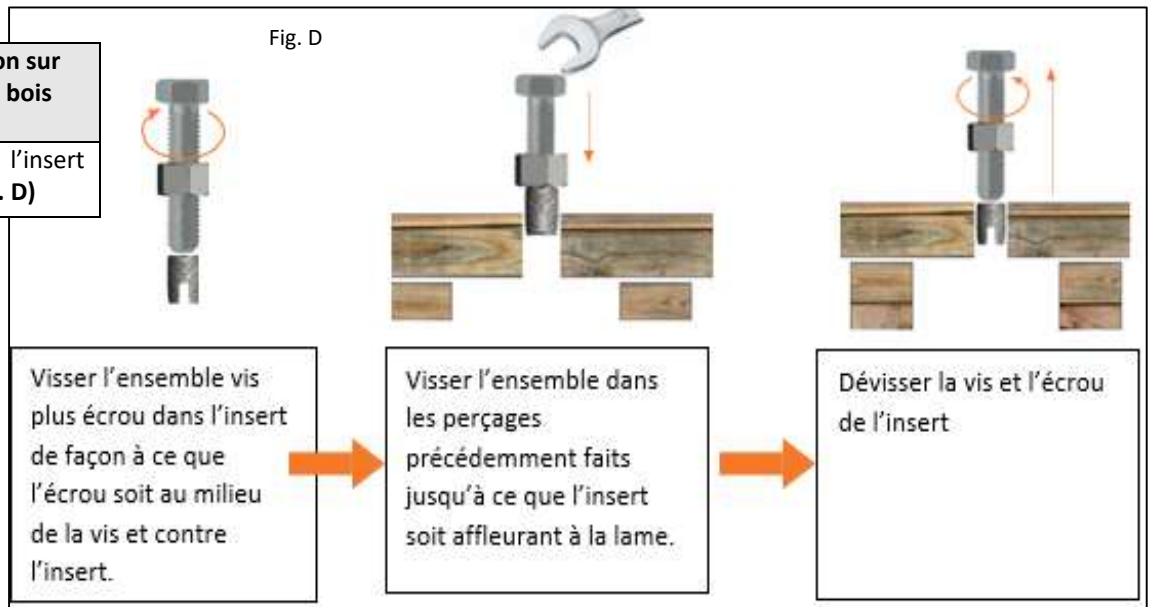 Fig. D
on sur
bois
l'insert
. D)
Visser l'ensemble vis
plus écrou dans l'insert
de façon à ce que
l'écrou soit au milieu
de la vis et contre
l'insert.
Visser l'ensemble dans
les perçages
précédemment faits
jusqu'à ce que l'insert
soit affleurant à la lame.
Dévisser la vis et l'écrou
de l'insert